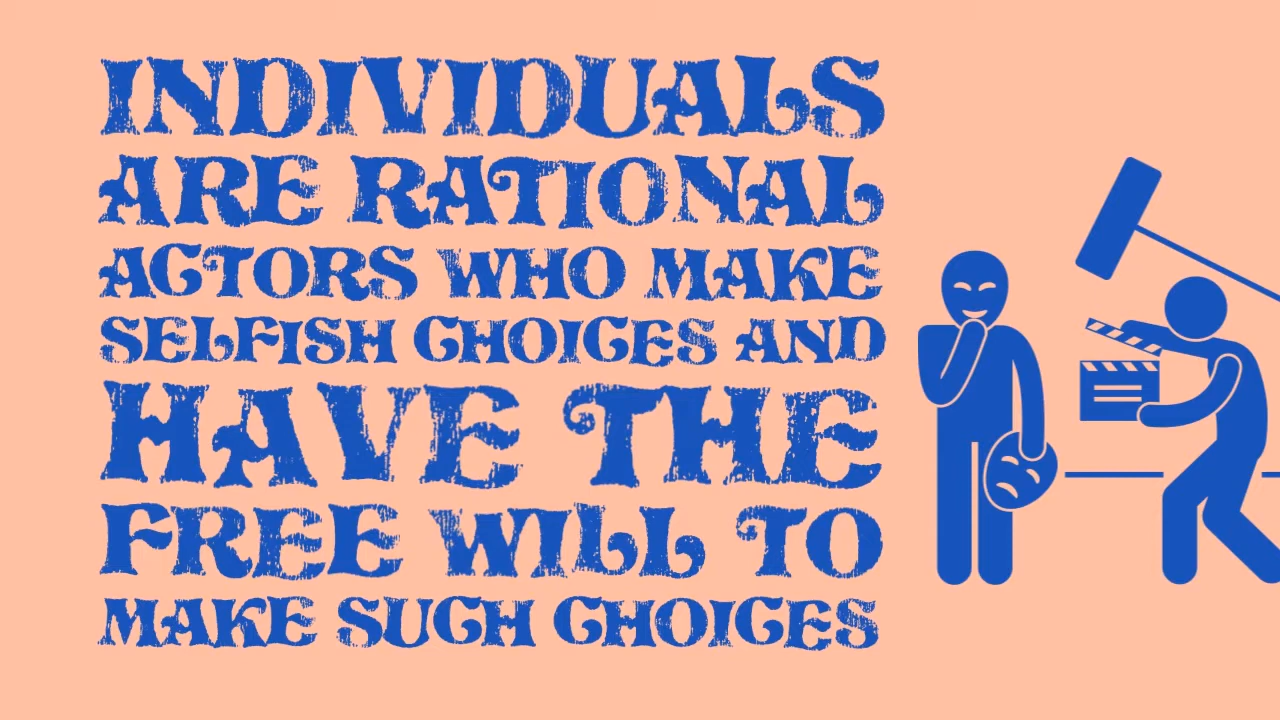 INDIVIDUALS
ARE RATIONAL
ACTORS WHO MAKE
SELFISH CHOICES AND
HAVE THE
FREE WILL TO
MAKE SUCH CHOICES